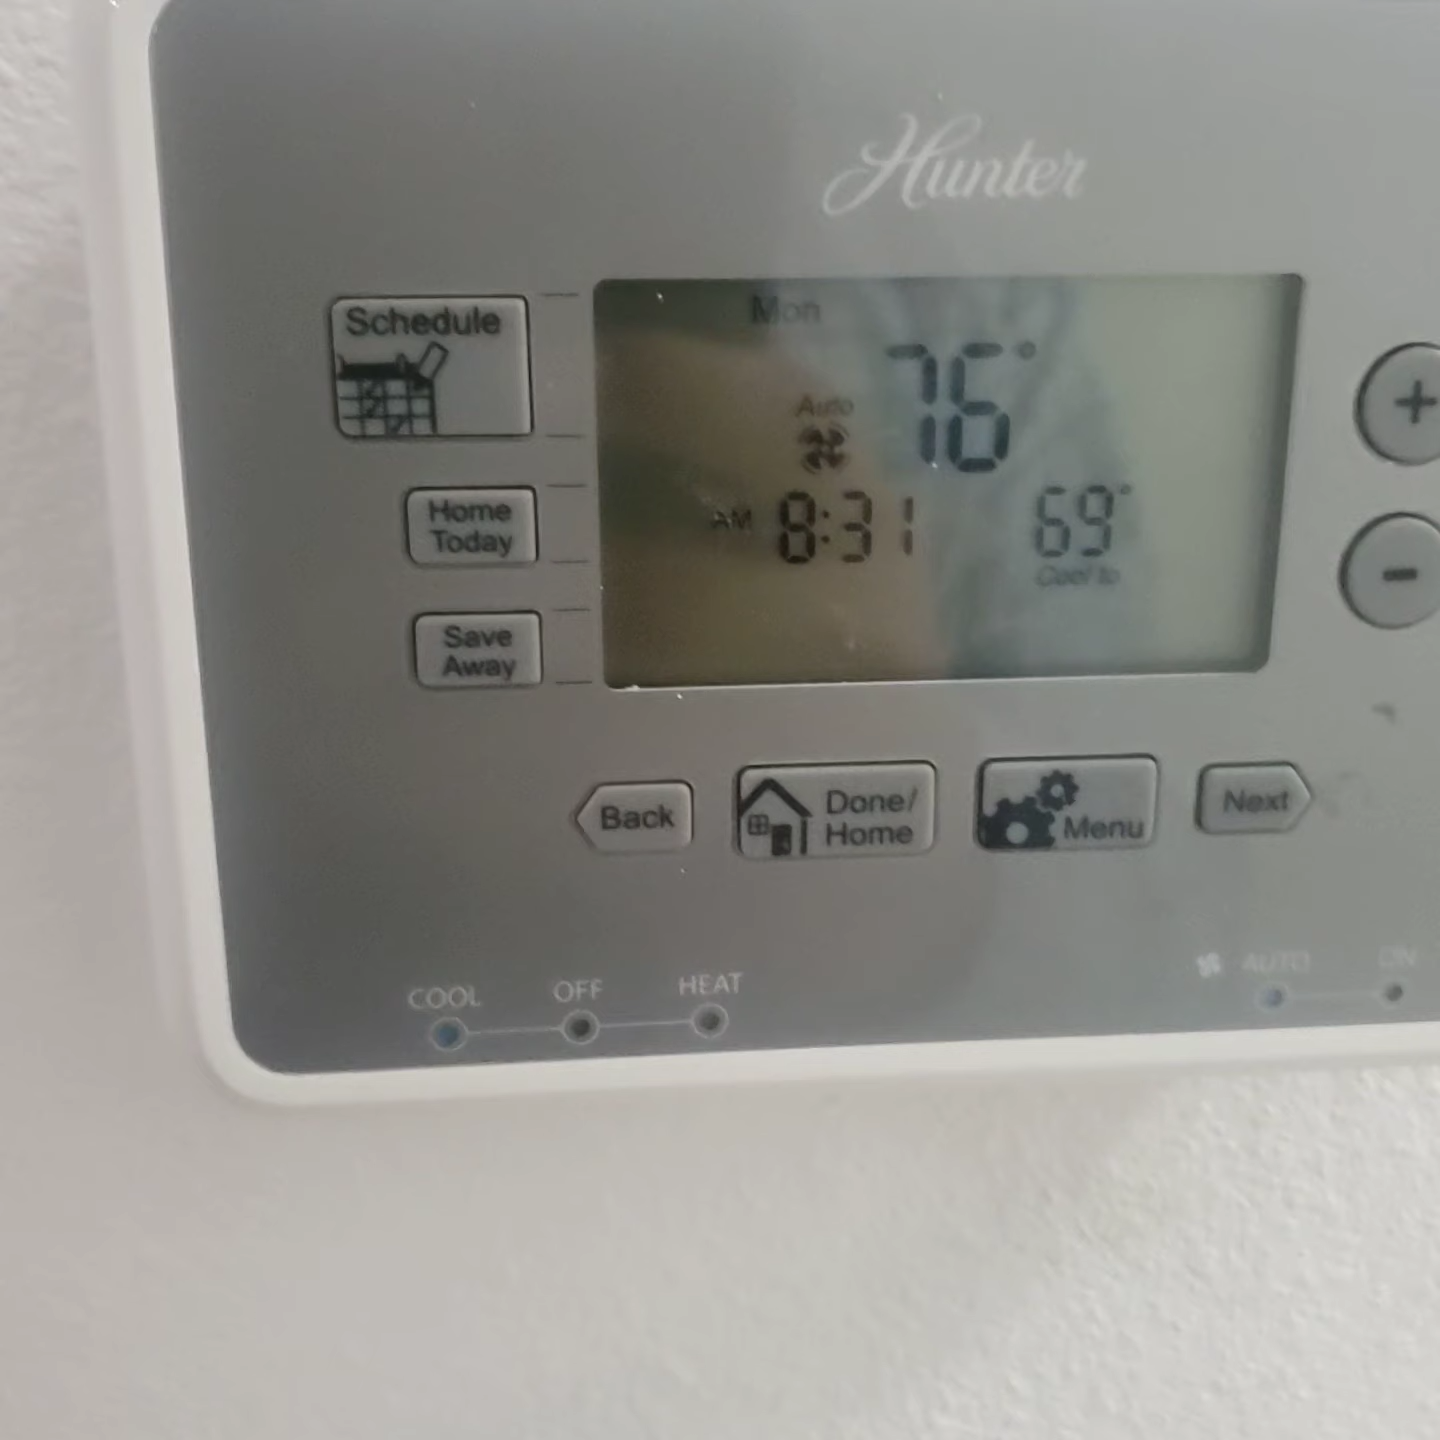 Hunter
Schedule
Mon
76°
Auto
Home
Today
AM 8:31
69°
Cool to
Save
Away
Back
Done/
Home
Menu
Next
+
-
COOL OFF HEAT
AUTO ON